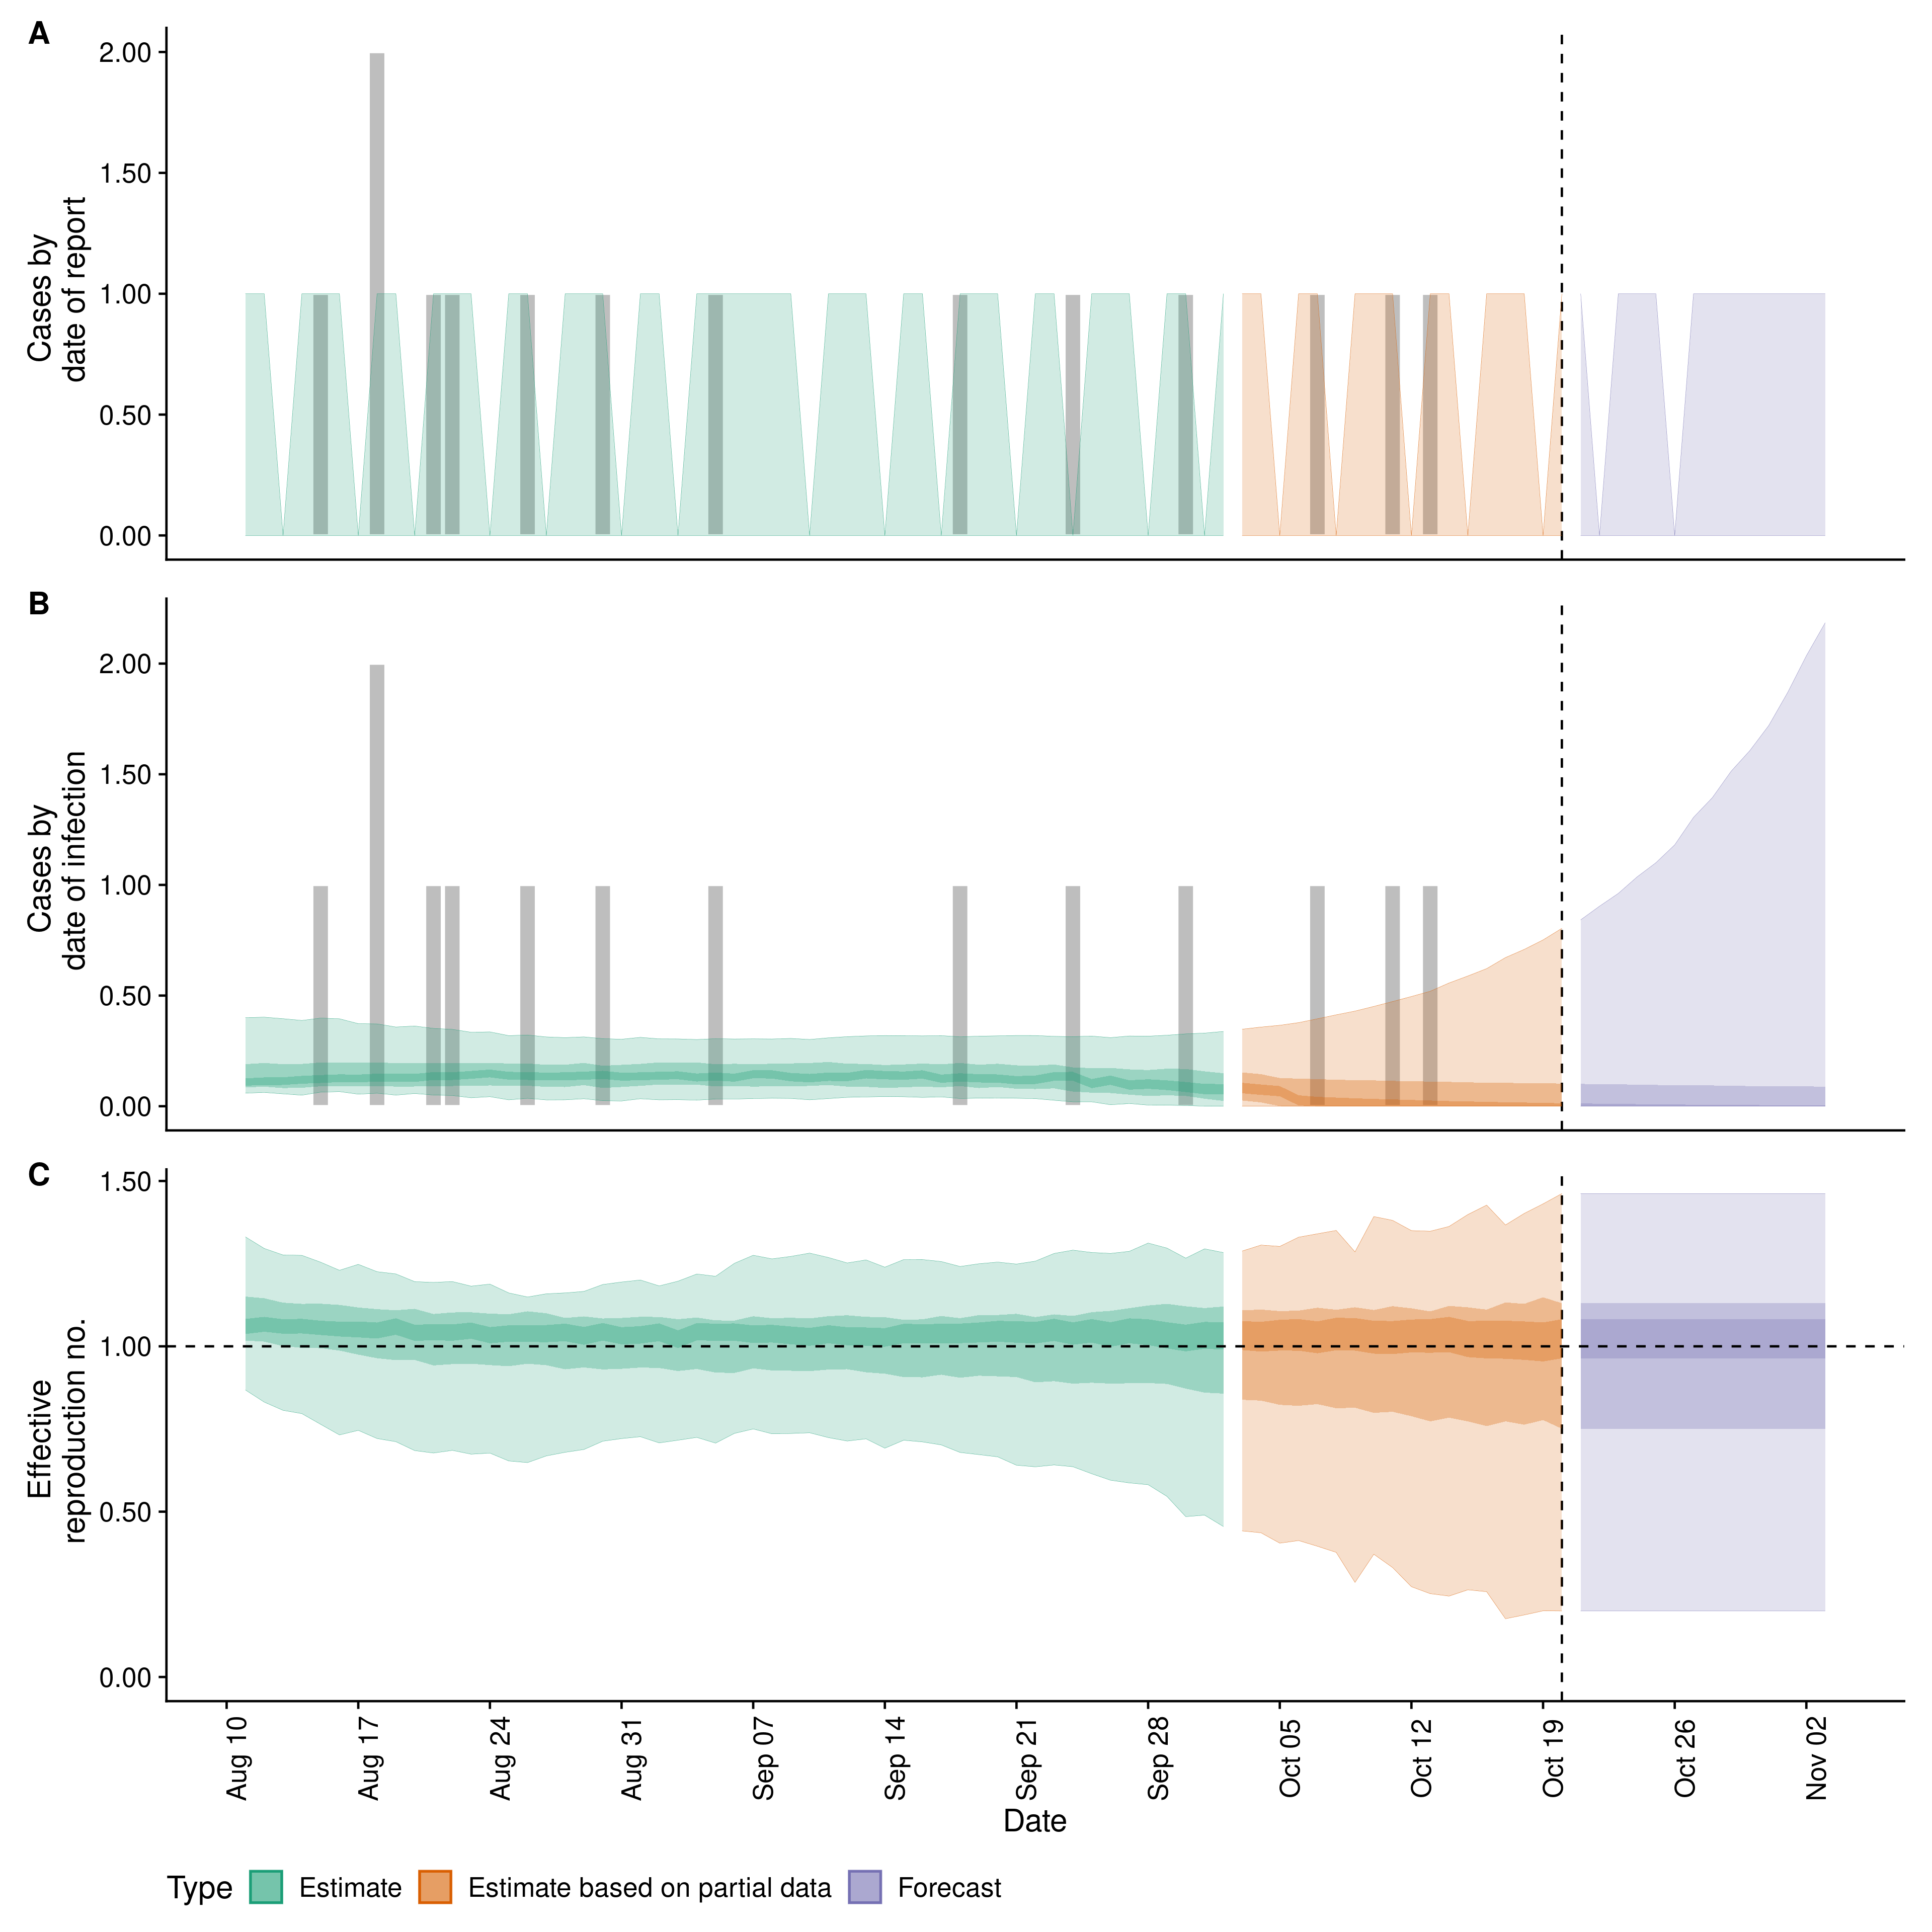 A
Cases by
date of report
2.00
1.50
1.00
0.50
0.00
B
Cases by
date of infection
2.00
1.50
1.00
0.50
0.00
C
Effective
reproduction no.
1.50
1.00
0.50
0.00
Aug 10
Aug 17
Aug 24
Aug 31
Sep 07
Sep 14
Sep 21
Sep 28
Oct 05
Oct 12
Oct 19
Oct 26
Nov 02
Date
Type Estimate Estimate based on partial data Forecast